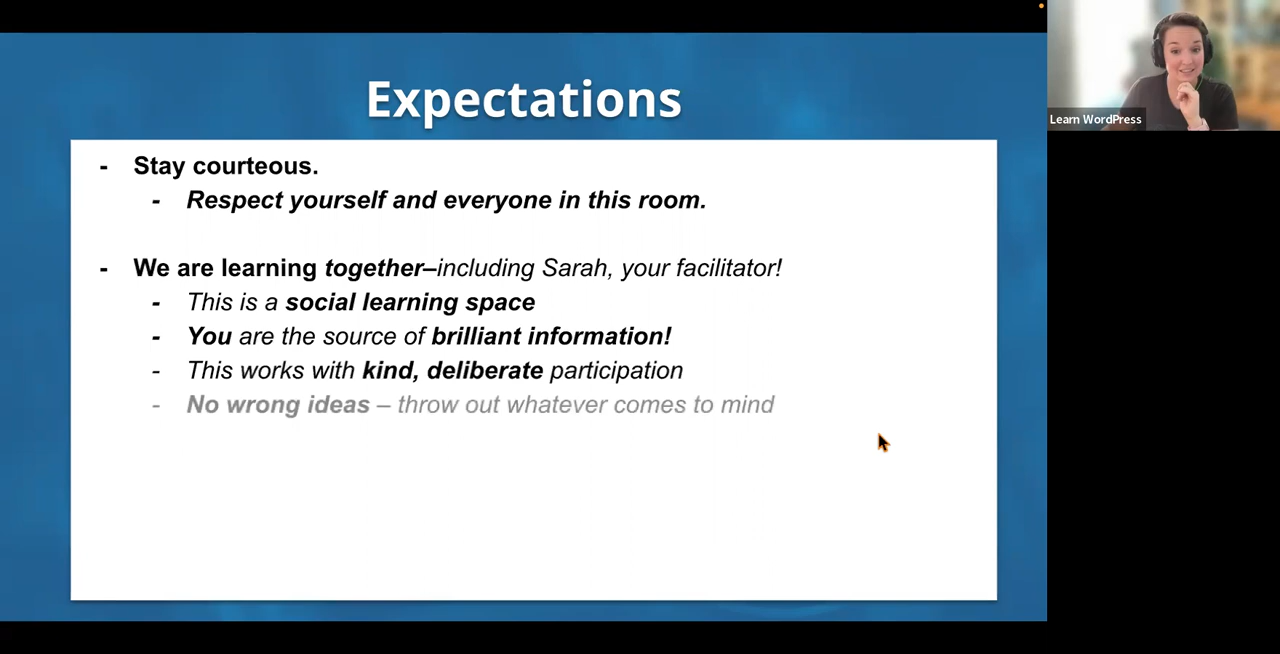 Expectations
- Stay courteous.
- Respect yourself and everyone in this room.
- We are learning together–including Sarah, your facilitator!
- This is a social learning space
- You are the source of brilliant information!
- This works with kind, deliberate participation
- No wrong ideas – throw out whatever comes to mind
Learn WordPress